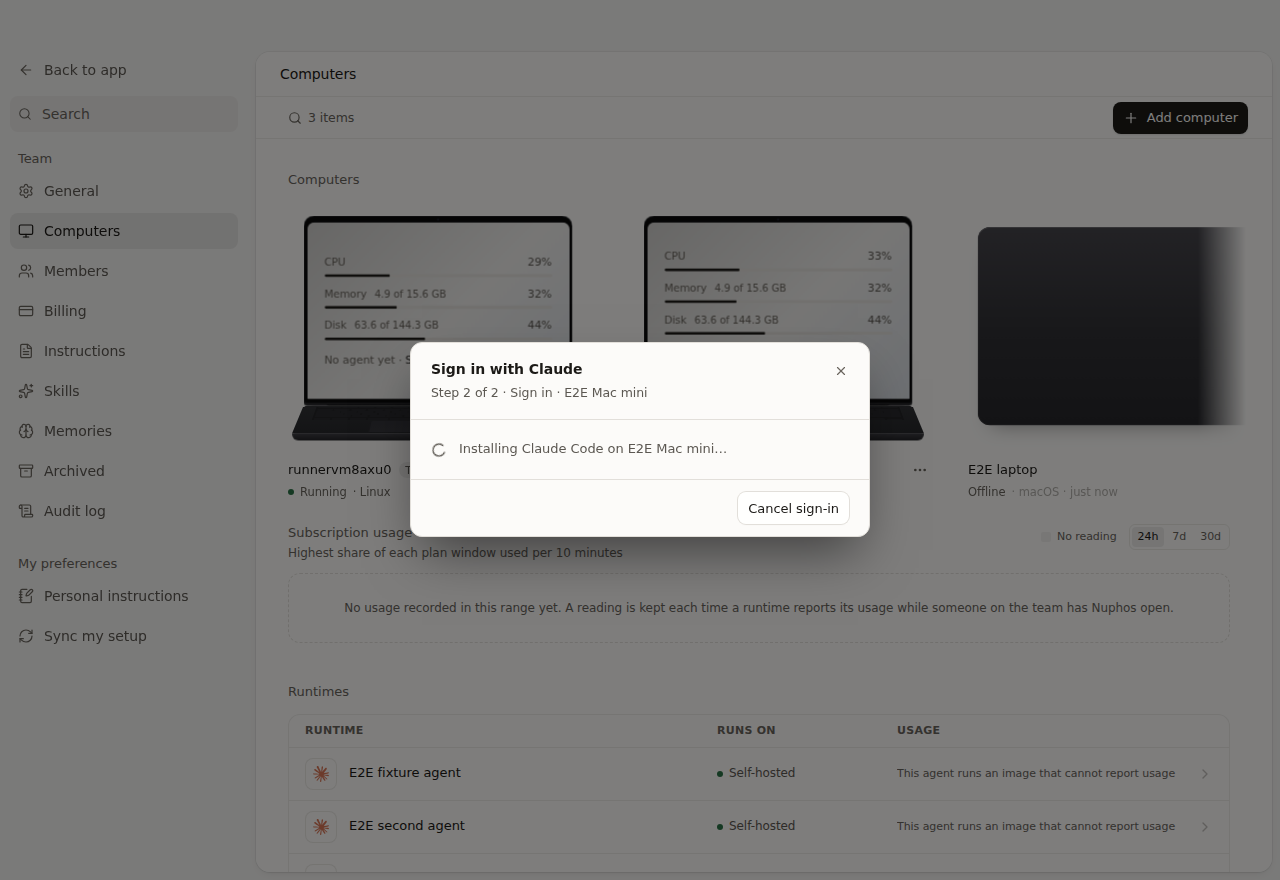 Back to app
Search
Team
General
Computers
Members
Billing
Instructions
Skills
Memories
Archived
Audit log
My preferences
Personal instructions
Sync my setup
Computers
3 items
Add computer
Computers
CPU 29%
Memory 4.9 of 15.6 GB 32%
Disk 63.6 of 144.3 GB 44%
No agent yet ·
CPU 33%
Memory 4.9 of 15.6 GB 32%
Disk 63.6 of 144.3 GB 44%
Sign in with Claude
Step 2 of 2 · Sign in · E2E Mac mini
Installing Claude Code on E2E Mac mini...
Cancel sign-in
runnervm8axu0
Running · Linux
E2E laptop
Offline · macOS · just now
Subscription usage
Highest share of each plan window used per 10 minutes
No reading
24h 7d 30d
No usage recorded in this range yet. A reading is kept each time a runtime reports its usage while someone on the team has Nuphos open.
Runtimes
RUNTIME RUNS ON USAGE
E2E fixture agent Self-hosted This agent runs an image that cannot report usage
E2E second agent Self-hosted This agent runs an image that cannot report usage